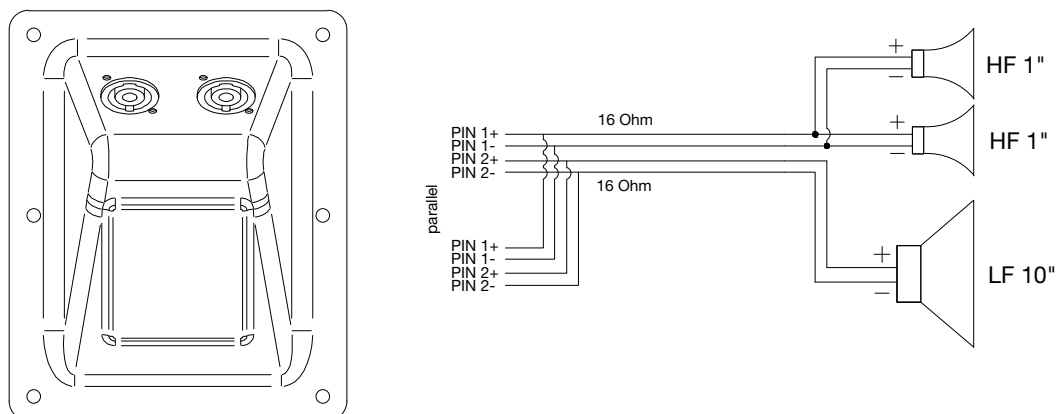 +
−
HF 1"
16 Ohm
+
−
HF 1"
PIN 1+
PIN 1-
PIN 2+
PIN 2-
16 Ohm
parallel
PIN 1+
PIN 1-
PIN 2+
PIN 2-
+
−
LF 10"